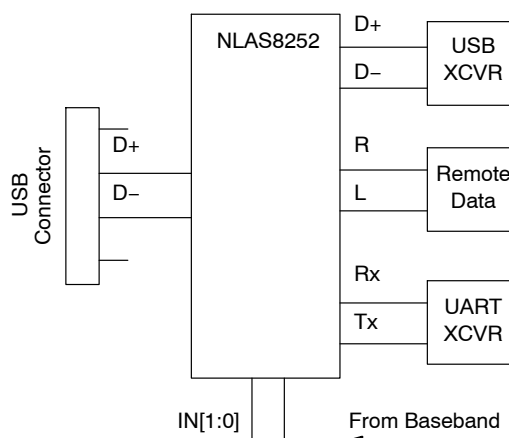 NLAS8252
D+
D−
USB
XCVR
USB
Connector
D+
D−
R
L
Remote
Data
Rx
Tx
UART
XCVR
IN[1:0]
From Baseband